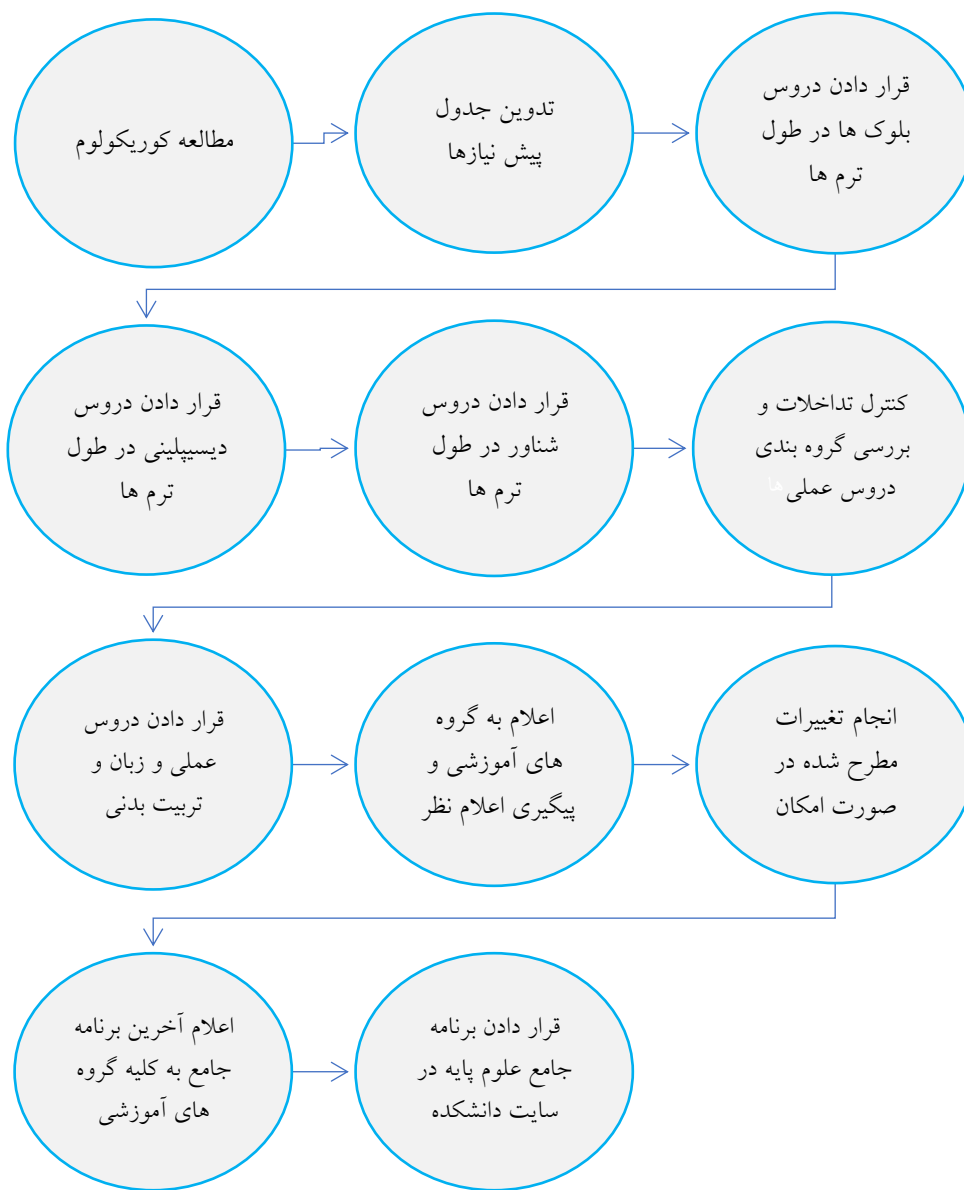 مطالعه کوریکولوم
تدوین جدول
پیش نیازها
قرار دادن دروس
بلوک ها در طول
ترم ها
قرار دادن دروس
دیسیپلینی در طول
ترم ها
قرار دادن دروس
شناور در طول
ترم ها
کنترل تداخلات و
بررسی گروه بندی
دروس عملی ها
قرار دادن دروس
عملی و زبان و
تربیت بدنی
اعلام به گروه
های آموزشی و
پیگیری اعلام نظر
انجام تغییرات
مطرح شده در
صورت امکان
اعلام آخرین برنامه
جامع به کلیه گروه
های آموزشی
قرار دادن برنامه
جامع علوم پایه در
سایت دانشکده